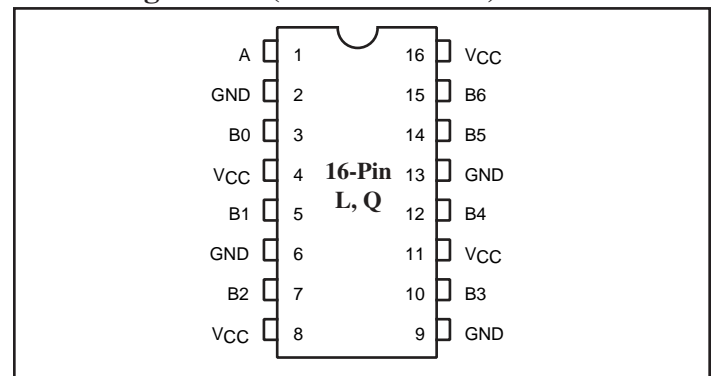 A 1 16 VCC
GND 2 15 B6
B0 3 14 B5
VCC 4 16-Pin 13 GND
B1 5 L, Q 12 B4
GND 6 11 VCC
B2 7 10 B3
VCC 8 9 GND